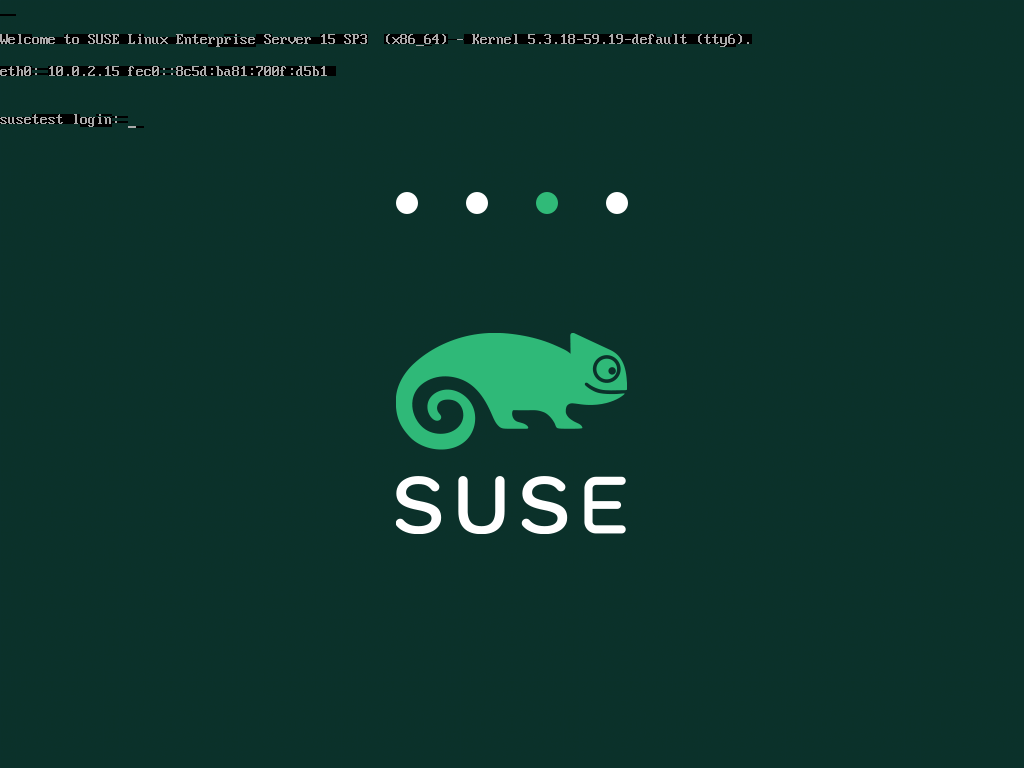 Welcome to SUSE Linux Enterprise Server 15 SP3  (x86_64) - Kernel 5.3.18-59.19-default (tty6).
eth0: 10.0.2.15 fec0::8c5d:ba81:700f:d5b1
susetest login:
SUSE